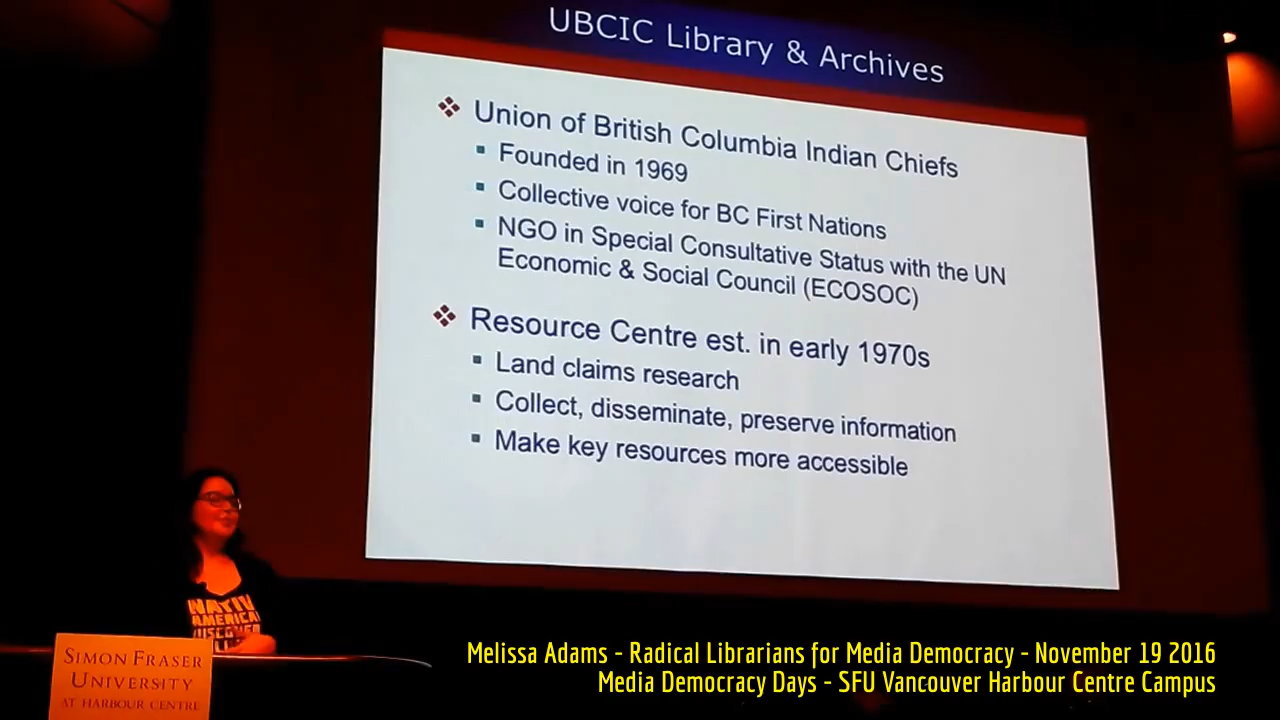 UBCIC Library & Archives
Union of British Columbia Indian Chiefs
Founded in 1969
Collective voice for BC First Nations
NGO in Special Consultative Status with the UN
Economic & Social Council (ECOSOC)
Resource Centre est. in early 1970s
Land claims research
Collect, disseminate, preserve information
Make key resources more accessible
NATIV
AMERICA
DISCOVER
SIMON FRASER
UNIVERSITY
AT HARBOUR CENTRE
Melissa Adams - Radical Librarians for Media Democracy - November 19 2016
Media Democracy Days - SFU Vancouver Harbour Centre Campus